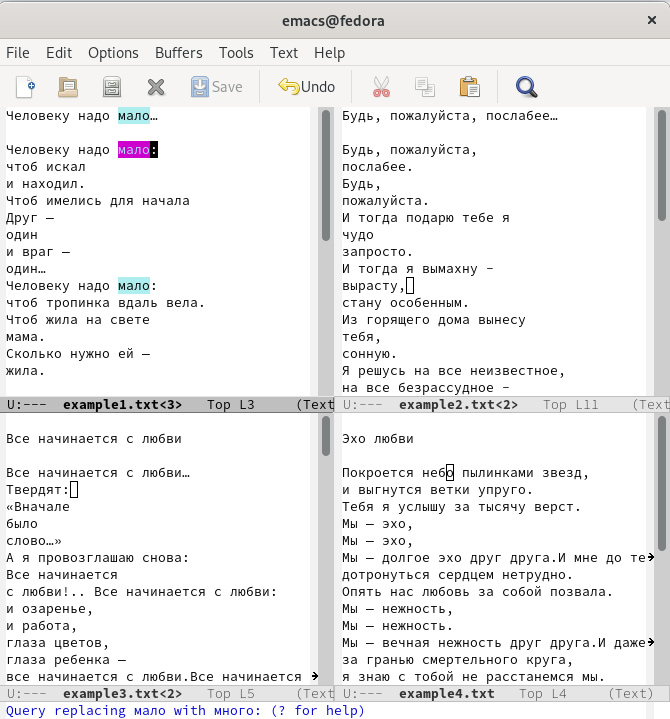 emacs@fedora
×
File Edit Options Buffers Tools Text Help
Save Undo
Человеку надо мало…
Человеку надо мало:
чтоб искал
и находил.
Чтоб имелись для начала
Друг —
один
и враг —
один…
Человеку надо мало:
чтоб тропинка вдаль вела.
Чтоб жила на свете
мама.
Сколько нужно ей —
жила.
U:--- example1.txt<3> Top L3 (Text
Будь, пожалуйста, послабее…
Будь, пожалуйста,
послабее.
Будь,
пожалуйста.
И тогда подарю тебе я
чудо
запросто.
И тогда я вымахну –
вырасту,
стану особенным.
Из горящего дома вынесу
тебя,
сонную.
Я решусь на все неизвестное,
на все безрассудное –
U:--- example2.txt<2> Top L11 (Text
Все начинается с любви
Все начинается с любви…
Твердят:
«Вначале
было
слово…»
А я провозглашаю снова:
Все начинается
с любви!.. Все начинается с любви:
и озаренье,
и работа,
глаза цветов,
глаза ребенка —
все начинается с любви.Все начинается
U:--- example3.txt<2> Top L5 (Text
Эхо любви
Покроется небо пылинками звезд,
и выгнутся ветки упруго.
Тебя я услышу за тысячу верст.
Мы — эхо,
Мы — эхо,
Мы — долгое эхо друг друга.И мне до те
дотронуться сердцем нетрудно.
Опять нас любовь за собой позвала.
Мы — нежность,
Мы — нежность.
Мы — вечная нежность друг друга.И даже
за гранью смертельного круга,
я знаю с тобой не расстанемся мы.
U:--- example4.txt Top L4 (Text)
Query replacing мало with много: (? for help)